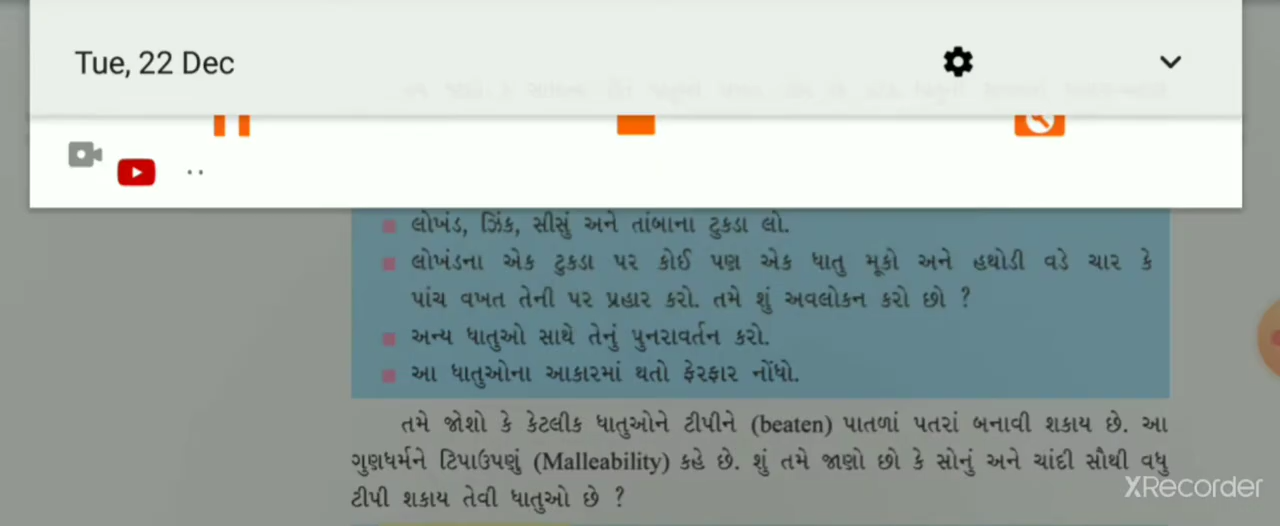 Tue, 22 Dec
લોખંડ, ઝિંક, સીસું અને તાંબાના ટુકડા લો.
લોખંડના એક ટુકડા પર કોઈ પણ એક ધાતુ મૂકો અને હથોડી વડે ચાર કે
પાંચ વખત તેની પર પ્રહાર કરો. તમે શું અવલોકન કરો છો ?
અન્ય ધાતુઓ સાથે તેનું પુનરાવર્તન કરો.
આ ધાતુઓના આકારમાં થતો ફેરફાર નોંધો.
તમે જોશો કે કેટલીક ધાતુઓને ટીપીને (beaten) પાતળાં પતરાં બનાવી શકાય છે. આ
ગુણધર્મને ટિપાઉપણું (Malleability) કહે છે. શું તમે જાણો છો કે સોનું અને ચાંદી સૌથી વધુ
ટીપી શકાય તેવી ધાતુઓ છે ?
XRecorder